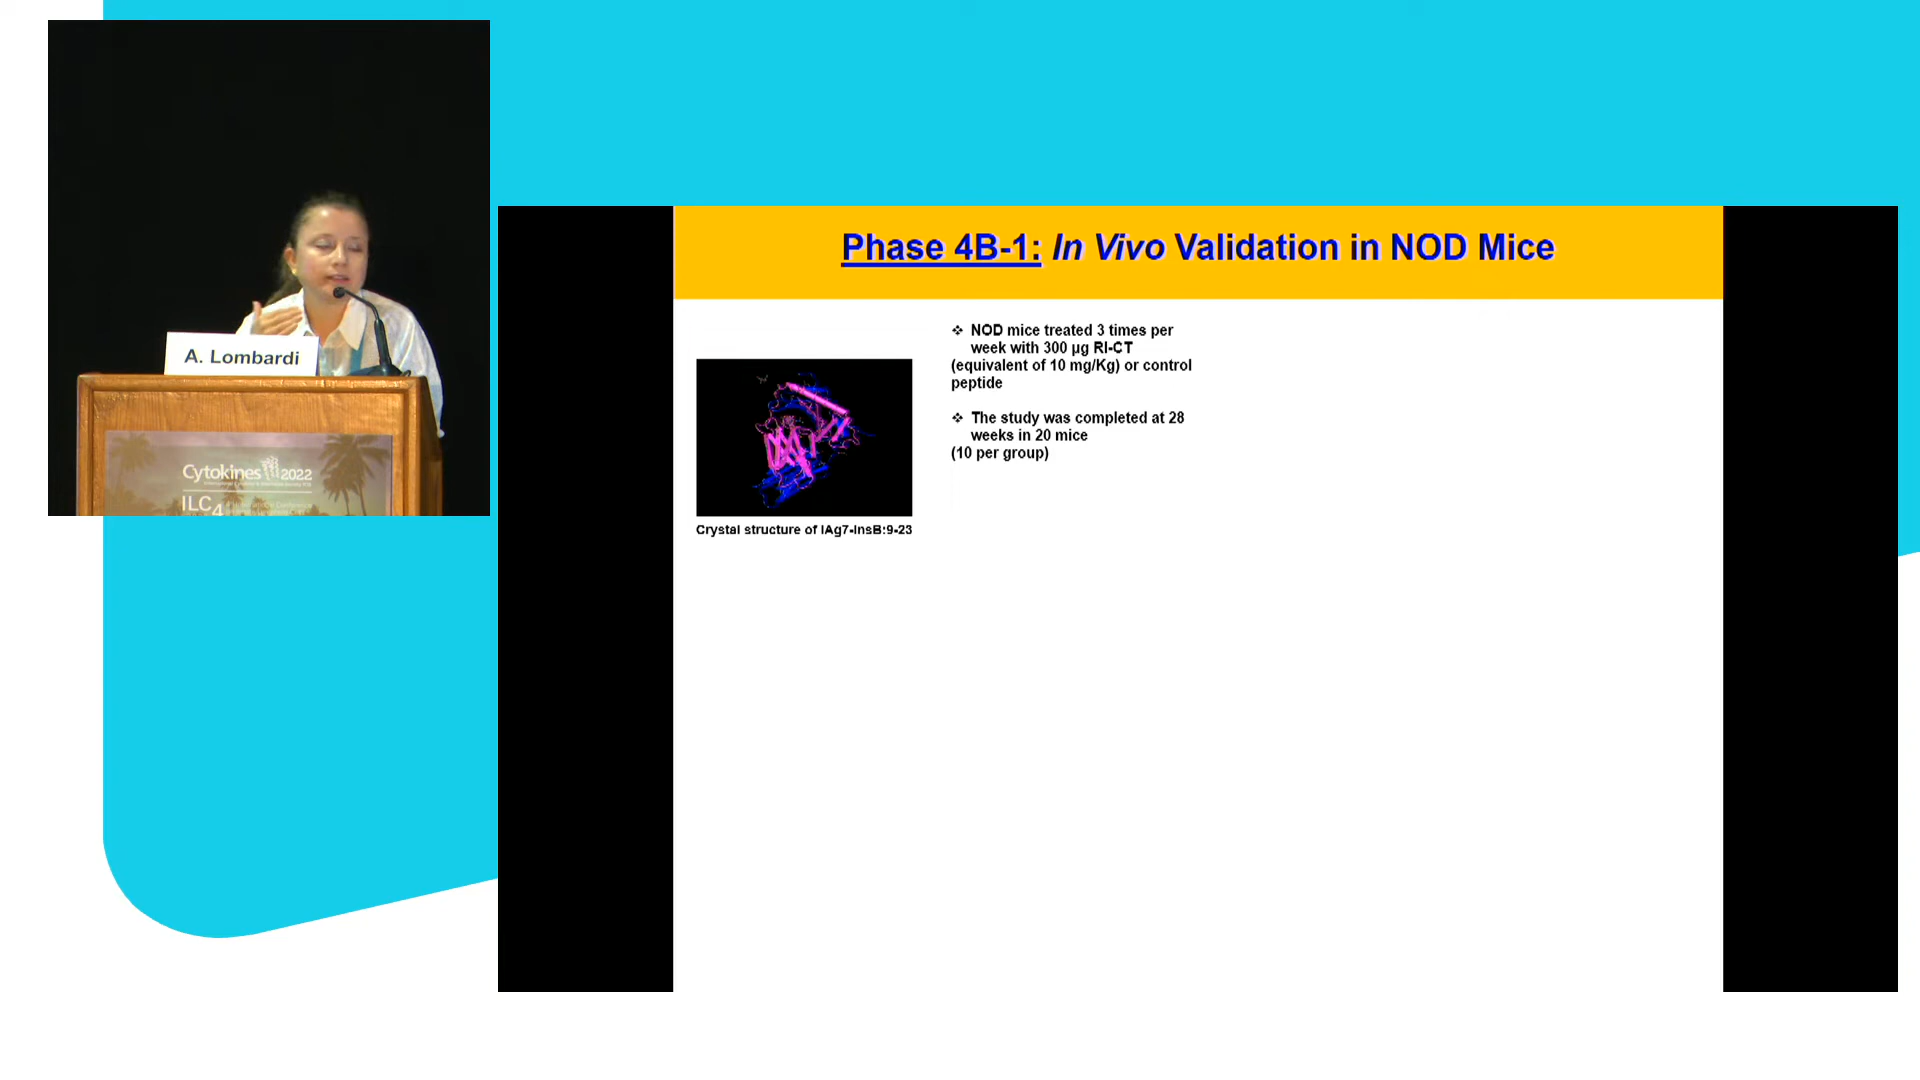 Phase 4B-1: In Vivo Validation in NOD Mice
❖ NOD mice treated 3 times per
week with 300 µg RI-CT
(equivalent of 10 mg/Kg) or control
peptide
❖ The study was completed at 28
weeks in 20 mice
(10 per group)
Crystal structure of IAg7-InsB:9-23
A. Lombardi
Cytokines 2022
ILC4